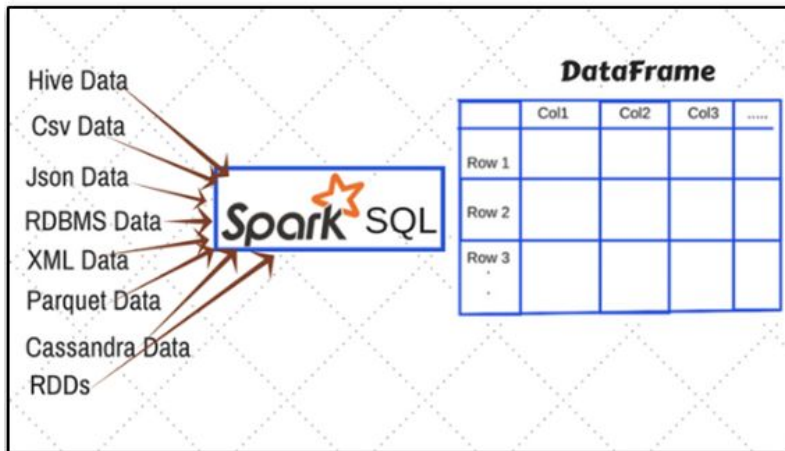 Hive Data
Csv Data
Json Data
RDBMS Data
XML Data
Parquet Data
Cassandra Data
RDDs
Spark SQL
DataFrame
Col1 Col2 Col3 .....
Row 1
Row 2
Row 3
.
.